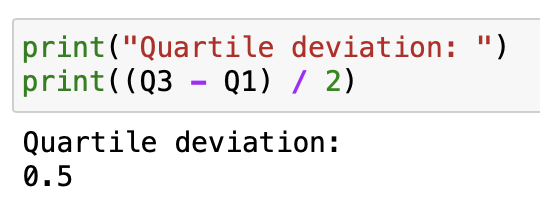 print("Quartile deviation: ")
print((Q3 - Q1) / 2)
Quartile deviation:
0.5